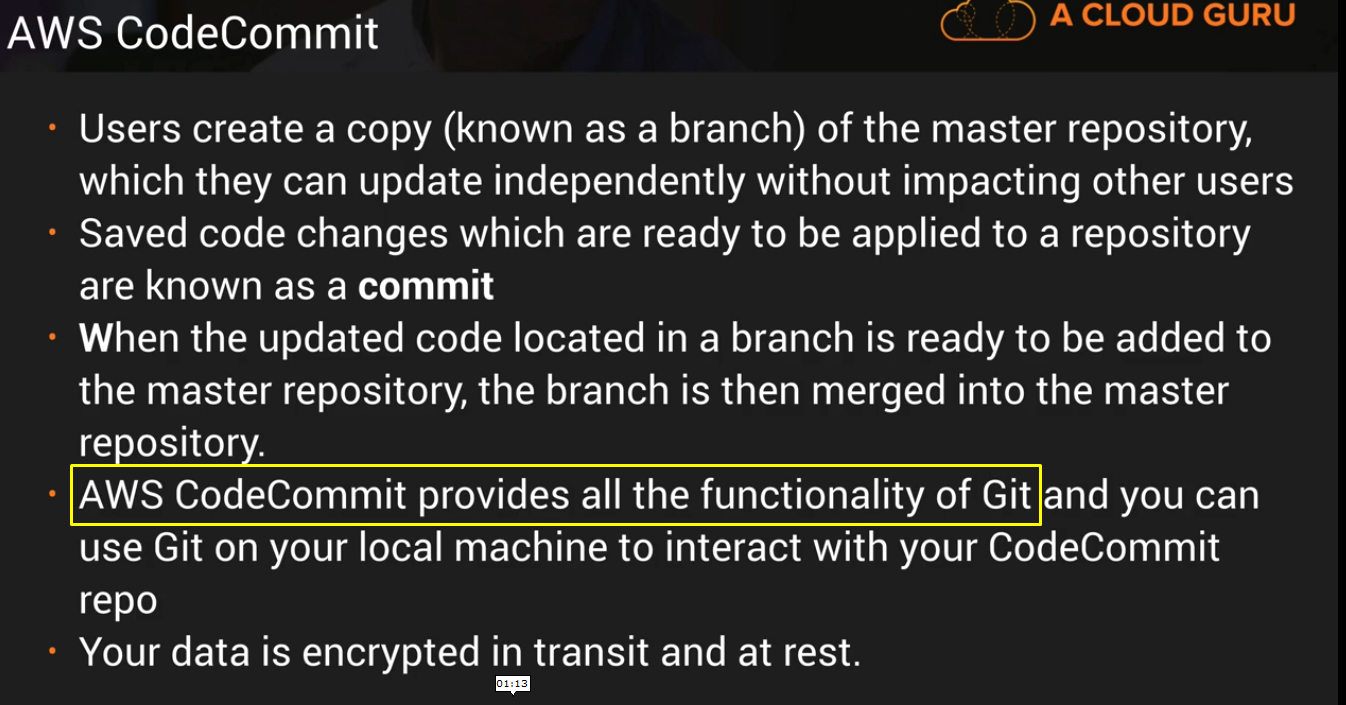 AWS CodeCommit
A CLOUD GURU
• Users create a copy (known as a branch) of the master repository,
which they can update independently without impacting other users
• Saved code changes which are ready to be applied to a repository
are known as a commit
• When the updated code located in a branch is ready to be added to
the master repository, the branch is then merged into the master
repository.
• AWS CodeCommit provides all the functionality of Git and you can
use Git on your local machine to interact with your CodeCommit
repo
• Your data is encrypted in transit and at rest.
01:13